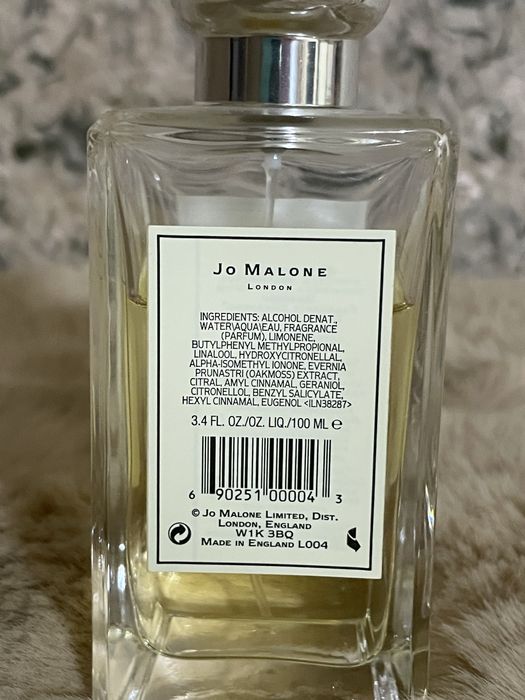 JO MALONE
LONDON
INGREDIENTS: ALCOHOL DENAT.,
WATER\AQUA\EAU, FRAGRANCE
(PARFUM), LIMONENE,
BUTYLPHENYL METHYLPROPIONAL,
LINALOOL, HYDROXYCITRONELLAL,
ALPHA-ISOMETHYL IONONE, EVERNIA
PRUNASTRI (OAKMOSS) EXTRACT,
CITRAL, AMYL CINNAMAL, GERANIOL,
CITRONELLOL, BENZYL SALICYLATE,
HEXYL CINNAMAL, EUGENOL <ILN38287>
3.4 FL. OZ./OZ. LIQ./100 ML ℮
6 90251 00004 3
© JO MALONE LIMITED, DIST.
LONDON, ENGLAND
W1K 3BQ
MADE IN ENGLAND L004